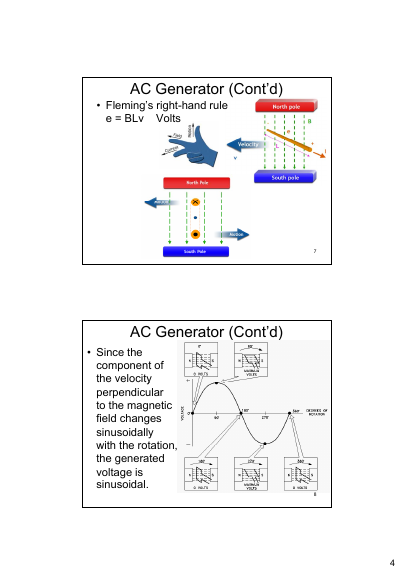 AC Generator (Cont'd)
• Fleming's right-hand rule
e = BLv Volts
Motion
Field
Current
North pole
B
e
L
Velocity
v
i
South pole
North Pole
Motion
Motion
South Pole
7
AC Generator (Cont'd)
• Since the
component of
the velocity
perpendicular
to the magnetic
field changes
sinusoidally
with the rotation,
the generated
voltage is
sinusoidal.
0°
N S
0 VOLTS
90°
N S
MAXIMUM
VOLTS
VOLTAGE
+
0
−
90°
180°
270°
360°
DEGREES OF
ROTATION
180°
N S
0 VOLTS
270°
N S
MAXIMUM
VOLTS
360°
N S
0 VOLTS
8
4